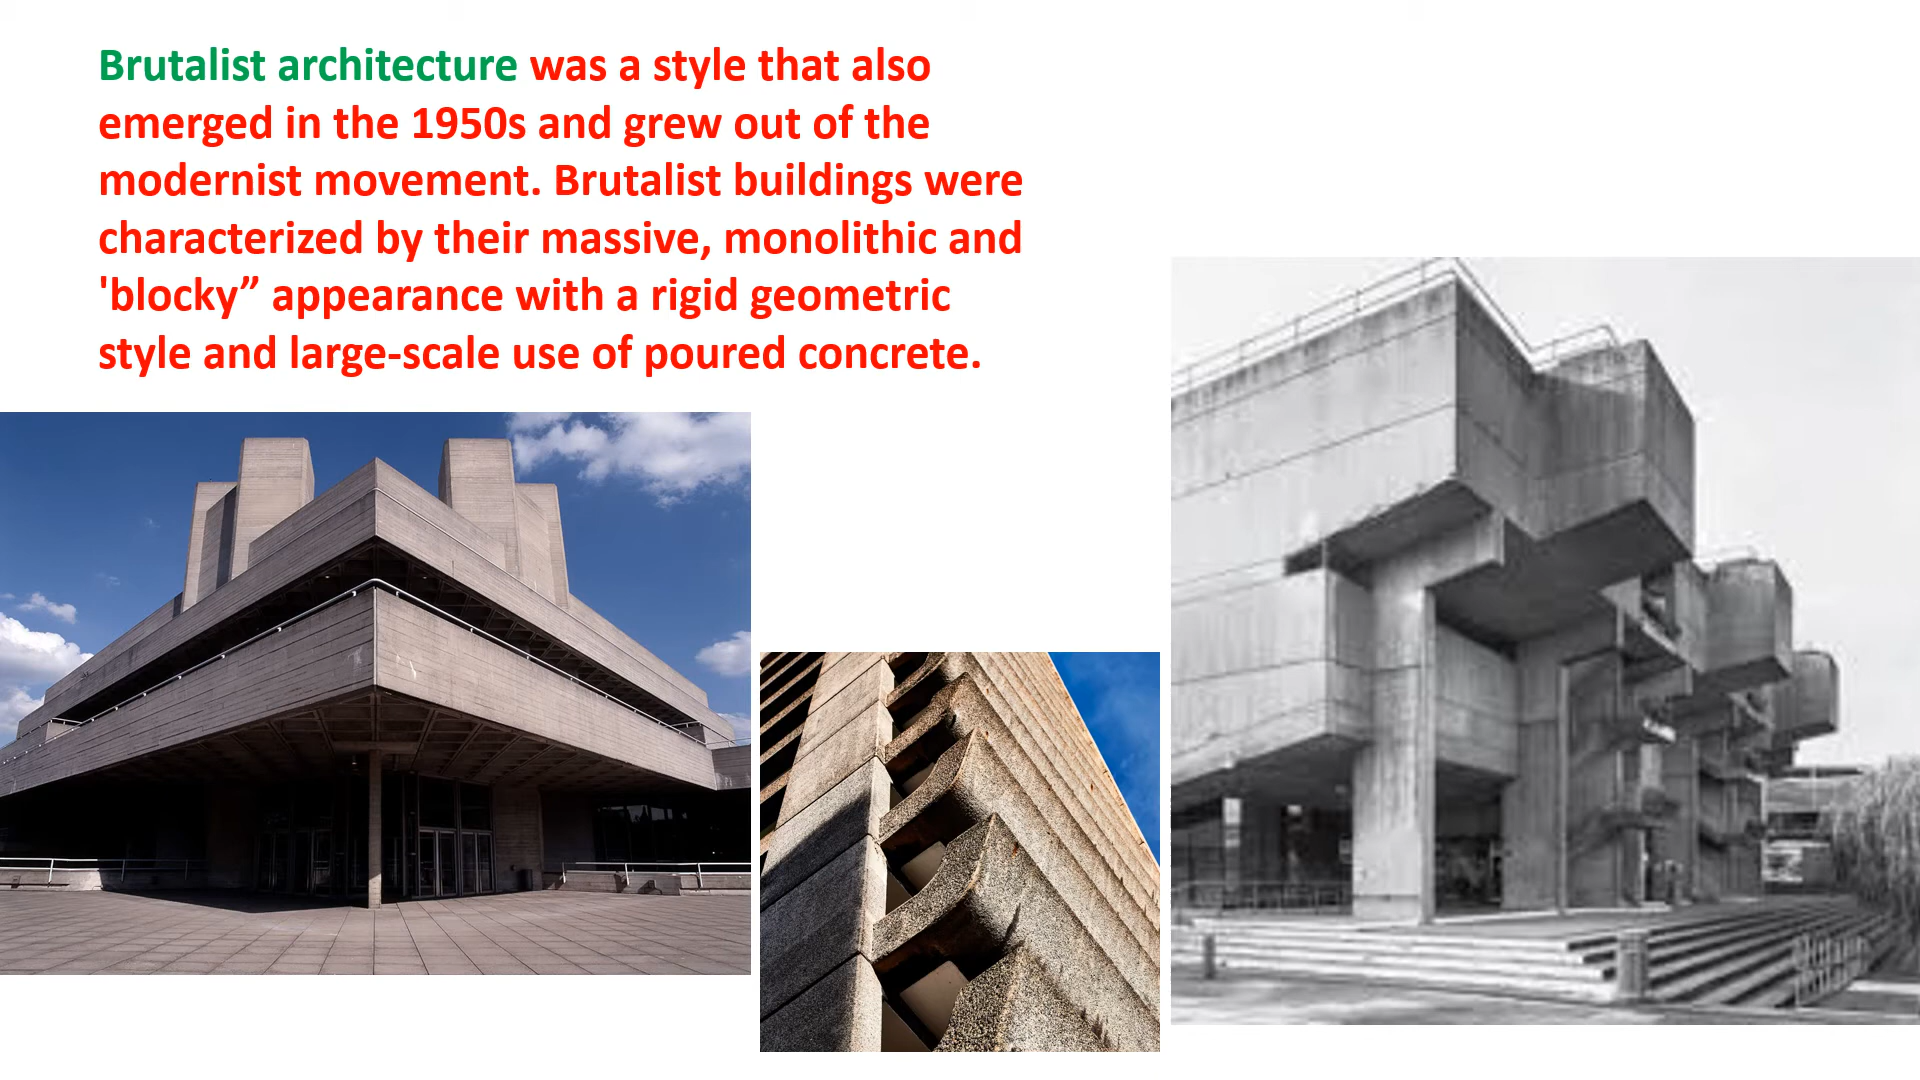 Brutalist architecture was a style that also
emerged in the 1950s and grew out of the
modernist movement. Brutalist buildings were
characterized by their massive, monolithic and
'blocky” appearance with a rigid geometric
style and large-scale use of poured concrete.